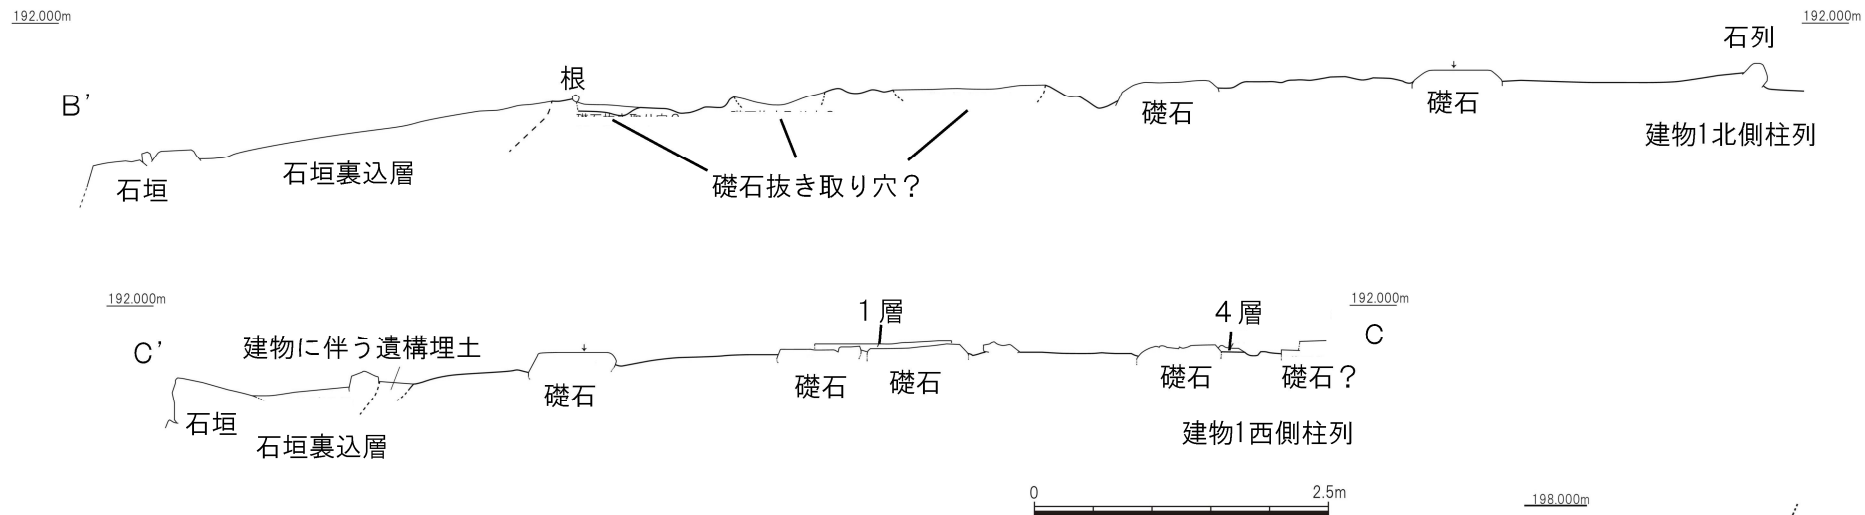 192.000m
192.000m
石列
根
B'
礎石
礎石
建物1北側柱列
石垣裏込層
石垣
礎石抜き取り穴？
192.000m
192.000m
1層
4層
C'
C
建物に伴う遺構埋土
礎石
礎石
礎石
礎石
礎石？
石垣
石垣裏込層
建物1西側柱列
0
2.5m
198.000m